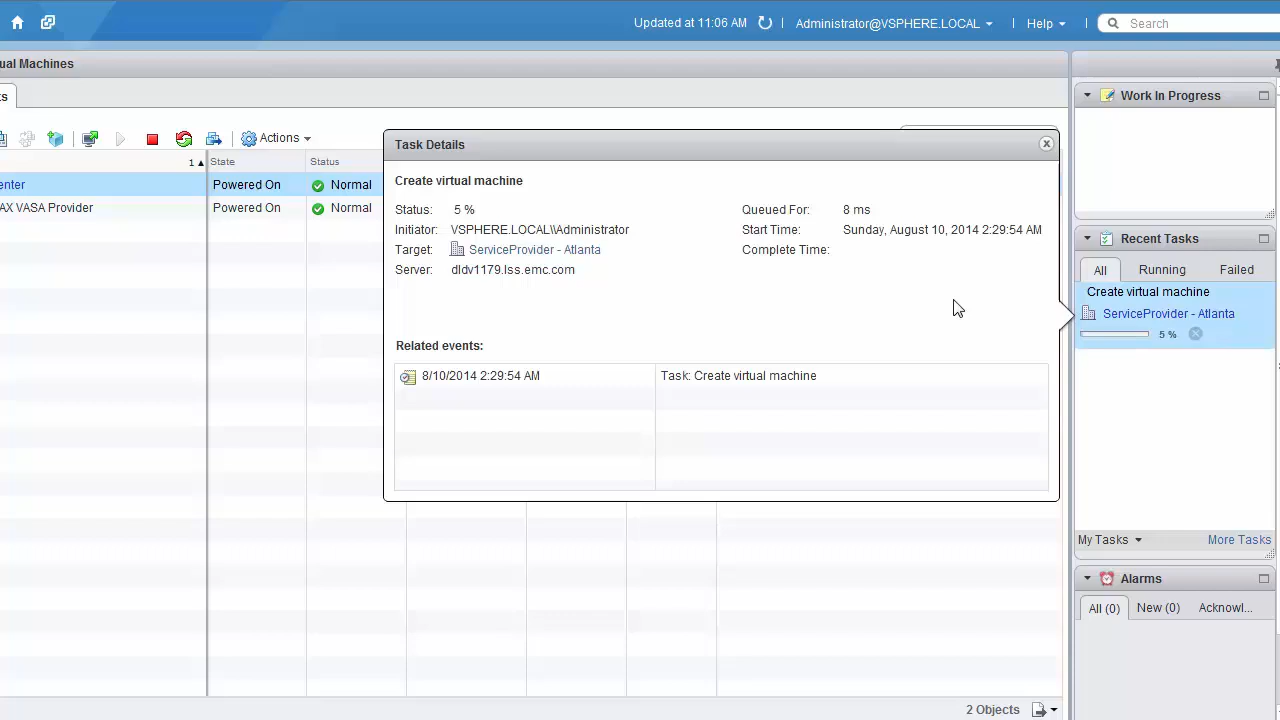 Updated at 11:06 AM
Administrator@VSPHERE.LOCAL
Help
Search
ual Machines
ts
Actions
1
State
Status
enter
Powered On
Normal
AX VASA Provider
Powered On
Normal
Task Details
Create virtual machine
Status: 5 %
Queued For: 8 ms
Initiator: VSPHERE.LOCAL\\Administrator
Start Time: Sunday, August 10, 2014 2:29:54 AM
Target: ServiceProvider - Atlanta
Complete Time:
Server: dldv1179.lss.emc.com
Related events:
8/10/2014 2:29:54 AM
Task: Create virtual machine
2 Objects
Work In Progress
Recent Tasks
All
Running
Failed
Create virtual machine
ServiceProvider - Atlanta
5 %
My Tasks
More Tasks
Alarms
All (0)
New (0)
Acknowl...